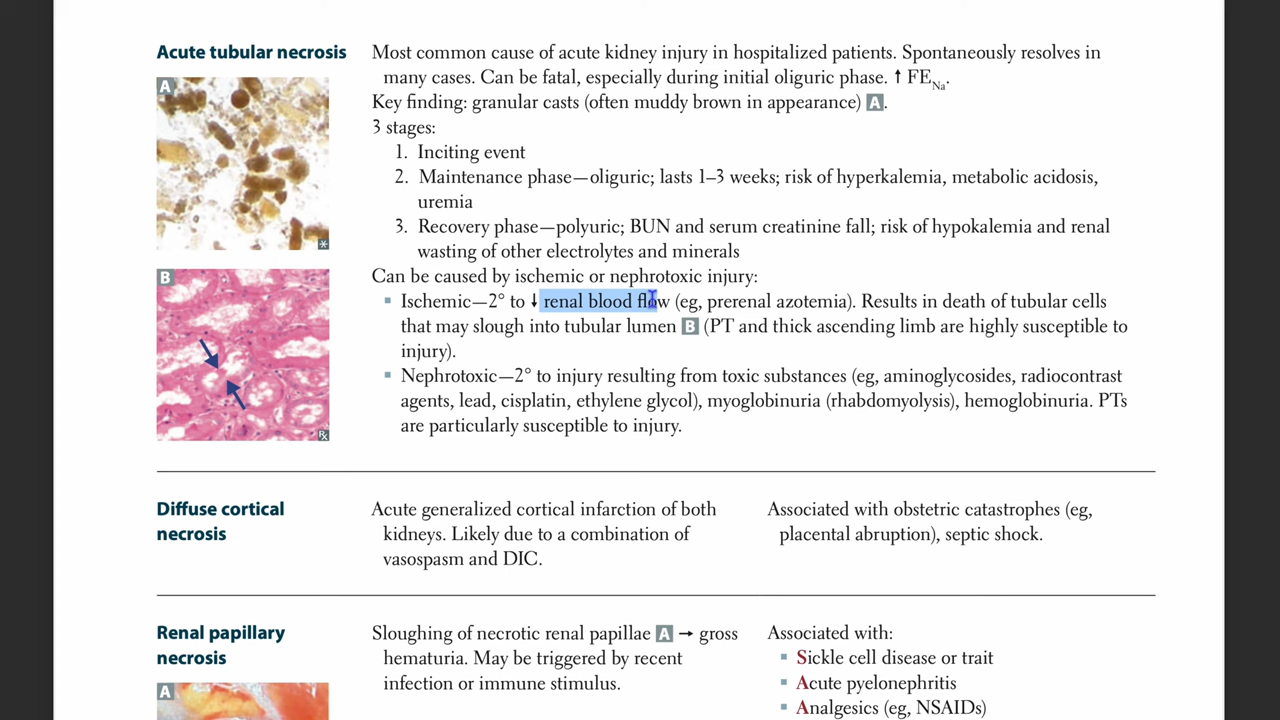 Acute tubular necrosis
A
B
Most common cause of acute kidney injury in hospitalized patients. Spontaneously resolves in
many cases. Can be fatal, especially during initial oliguric phase. ↑ FENa.
Key finding: granular casts (often muddy brown in appearance) A.
3 stages:
1. Inciting event
2. Maintenance phase—oliguric; lasts 1–3 weeks; risk of hyperkalemia, metabolic acidosis,
uremia
3. Recovery phase—polyuric; BUN and serum creatinine fall; risk of hypokalemia and renal
wasting of other electrolytes and minerals
Can be caused by ischemic or nephrotoxic injury:
▪ Ischemic—2° to ↓ renal blood flow (eg, prerenal azotemia). Results in death of tubular cells
that may slough into tubular lumen B (PT and thick ascending limb are highly susceptible to
injury).
▪ Nephrotoxic—2° to injury resulting from toxic substances (eg, aminoglycosides, radiocontrast
agents, lead, cisplatin, ethylene glycol), myoglobinuria (rhabdomyolysis), hemoglobinuria. PTs
are particularly susceptible to injury.
Diffuse cortical
necrosis
Acute generalized cortical infarction of both
kidneys. Likely due to a combination of
vasospasm and DIC.
Associated with obstetric catastrophes (eg,
placental abruption), septic shock.
Renal papillary
necrosis
A
Sloughing of necrotic renal papillae A → gross
hematuria. May be triggered by recent
infection or immune stimulus.
Associated with:
▪ Sickle cell disease or trait
▪ Acute pyelonephritis
▪ Analgesics (eg, NSAIDs)